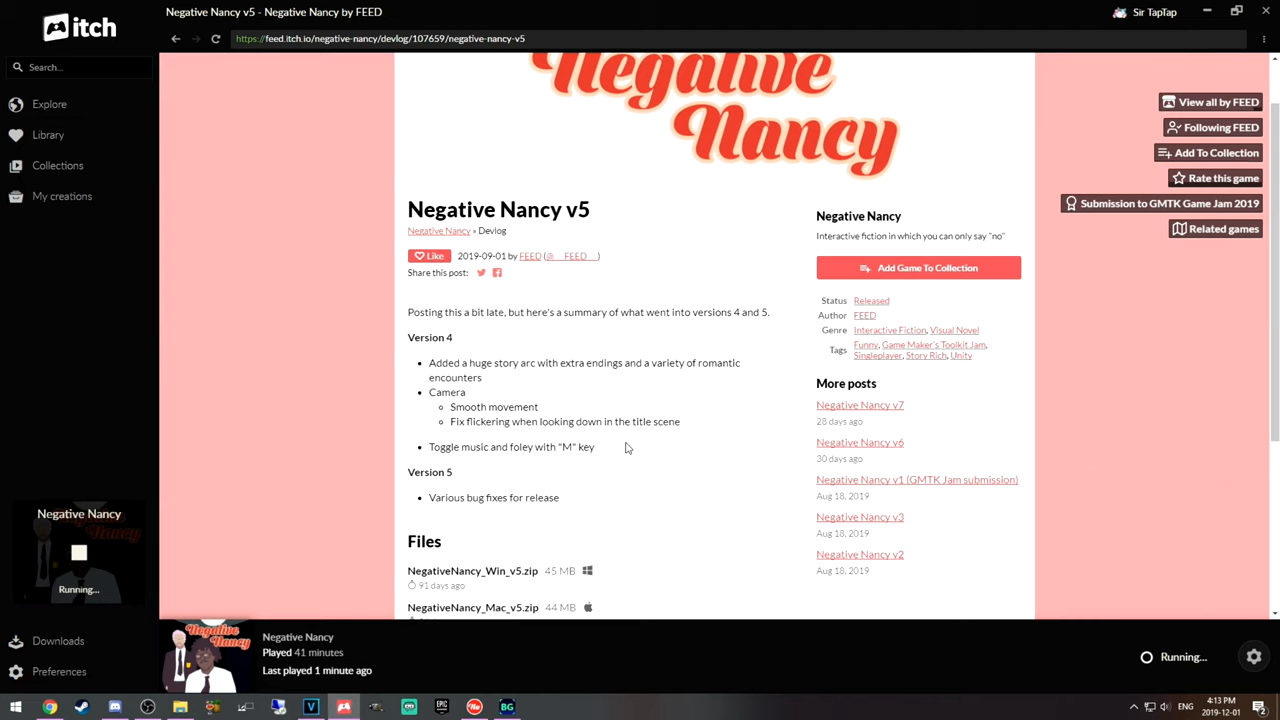 Negative Nancy v5 - Negative Nancy by FEED
Sir TapTap
itch
https://feed.itch.io/negative-nancy/devlog/107659/negative-nancy-v5
Search...
Explore
Library
Collections
My creations
Negative Nancy
Running...
Downloads
Preferences
Negative
Nancy
View all by FEED
Following FEED
Add To Collection
Rate this game
Submission to GMTK Game Jam 2019
Related games
Negative Nancy v5
Negative Nancy » Devlog
Like 2019-09-01 by FEED (@__FEED__)
Share this post:
Posting this a bit late, but here's a summary of what went into versions 4 and 5.
Version 4
• Added a huge story arc with extra endings and a variety of romantic
encounters
• Camera
Smooth movement
Fix flickering when looking down in the title scene
• Toggle music and foley with "M" key
Version 5
• Various bug fixes for release
Files
NegativeNancy_Win_v5.zip 45 MB
91 days ago
NegativeNancy_Mac_v5.zip 44 MB
Negative Nancy
Interactive fiction in which you can only say "no"
Add Game To Collection
Status Released
Author FEED
Genre Interactive Fiction, Visual Novel
Tags Funny, Game Maker's Toolkit Jam,
Singleplayer, Story Rich, Unity
More posts
Negative Nancy v7
28 days ago
Negative Nancy v6
30 days ago
Negative Nancy v1 (GMTK Jam submission)
Aug 18, 2019
Negative Nancy v3
Aug 18, 2019
Negative Nancy v2
Aug 18, 2019
Negative
Nancy
Negative Nancy
Played 41 minutes
Last played 1 minute ago
Running...
EPIC
BG
ENG
4:13 PM
2019-12-01
2